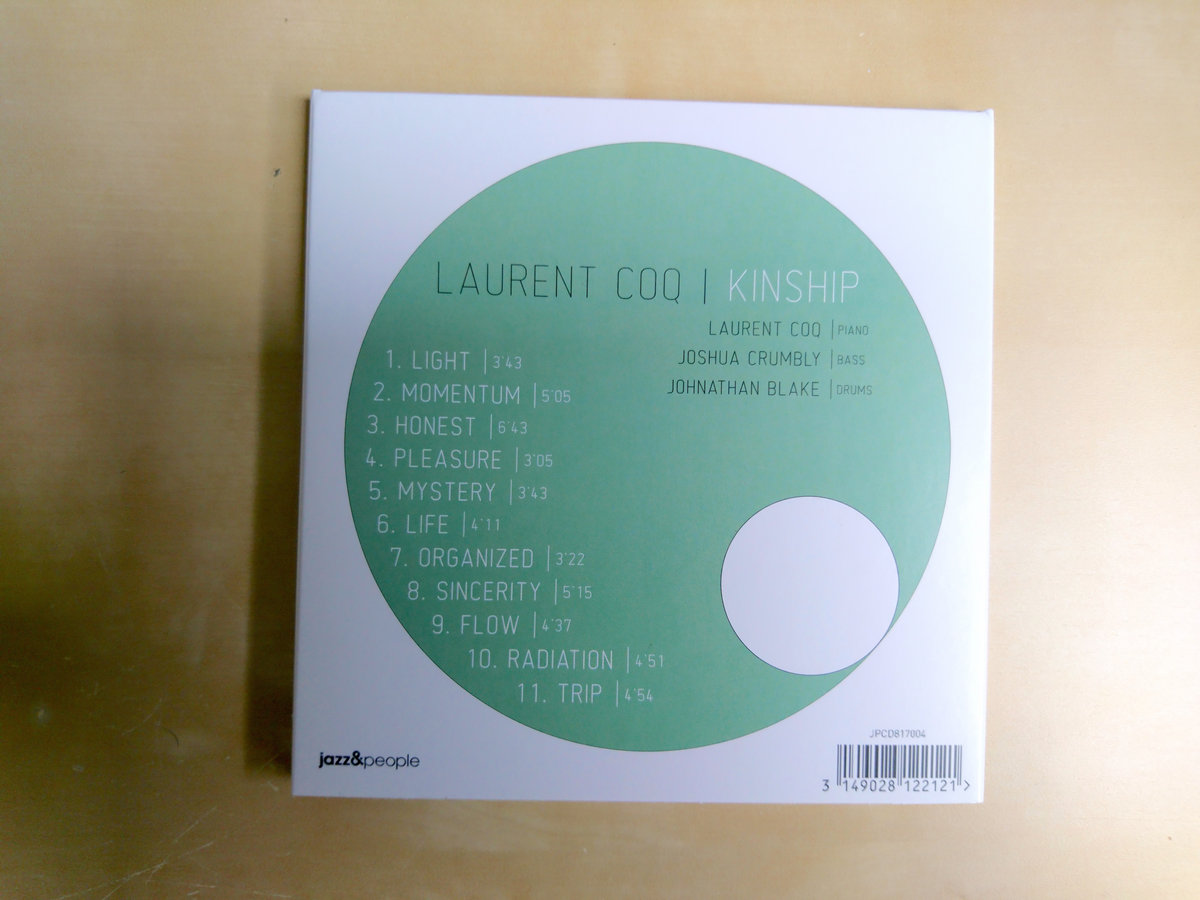 LAURENT COQ | KINSHIP
LAURENT COQ | PIANO
JOSHUA CRUMBLY | BASS
JOHNATHAN BLAKE | DRUMS
1. LIGHT | 3'43
2. MOMENTUM | 5'05
3. HONEST | 6'43
4. PLEASURE | 3'05
5. MYSTERY | 3'43
6. LIFE | 4'11
7. ORGANIZED | 3'22
8. SINCERITY | 5'15
9. FLOW | 4'37
10. RADIATION | 4'51
11. TRIP | 4'54
jazz&people
JPCD817004
3 149028 122121 >